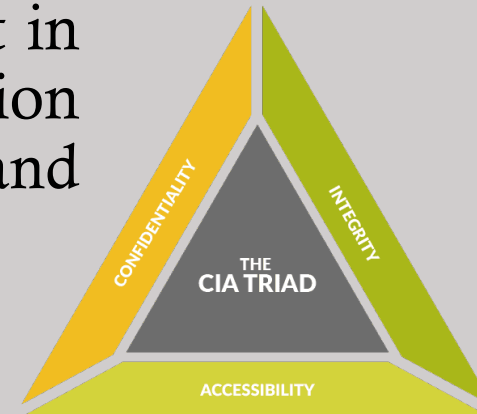 t in
ion
and
CONFIDENTIALITY
INTEGRITY
THE
CIA TRIAD
ACCESSIBILITY